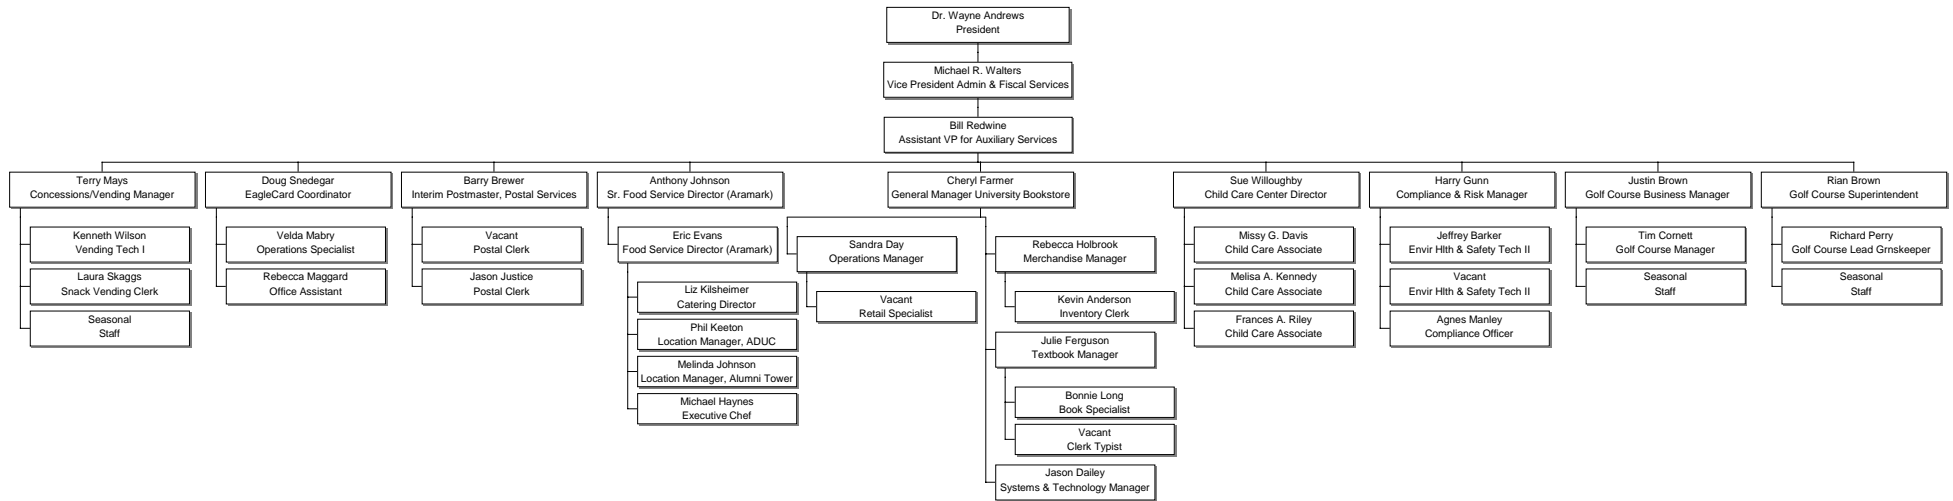 Dr. Wayne Andrews
President
Michael R. Walters
Vice President Admin & Fiscal Services
Bill Redwine
Assistant VP for Auxiliary Services
Terry Mays
Concessions/Vending Manager
Kenneth Wilson
Vending Tech I
Laura Skaggs
Snack Vending Clerk
Seasonal
Staff
Doug Snedegar
EagleCard Coordinator
Velda Mabry
Operations Specialist
Rebecca Maggard
Office Assistant
Barry Brewer
Interim Postmaster, Postal Services
Vacant
Postal Clerk
Jason Justice
Postal Clerk
Anthony Johnson
Sr. Food Service Director (Aramark)
Eric Evans
Food Service Director (Aramark)
Liz Kilsheimer
Catering Director
Phil Keeton
Location Manager, ADUC
Melinda Johnson
Location Manager, Alumni Tower
Michael Haynes
Executive Chef
Cheryl Farmer
General Manager University Bookstore
Sandra Day
Operations Manager
Vacant
Retail Specialist
Rebecca Holbrook
Merchandise Manager
Kevin Anderson
Inventory Clerk
Julie Ferguson
Textbook Manager
Bonnie Long
Book Specialist
Vacant
Clerk Typist
Jason Dailey
Systems & Technology Manager
Sue Willoughby
Child Care Center Director
Missy G. Davis
Child Care Associate
Melisa A. Kennedy
Child Care Associate
Frances A. Riley
Child Care Associate
Harry Gunn
Compliance & Risk Manager
Jeffrey Barker
Envir Hlth & Safety Tech II
Vacant
Envir Hlth & Safety Tech II
Agnes Manley
Compliance Officer
Justin Brown
Golf Course Business Manager
Tim Cornett
Golf Course Manager
Seasonal
Staff
Rian Brown
Golf Course Superintendent
Richard Perry
Golf Course Lead Grnskeeper
Seasonal
Staff